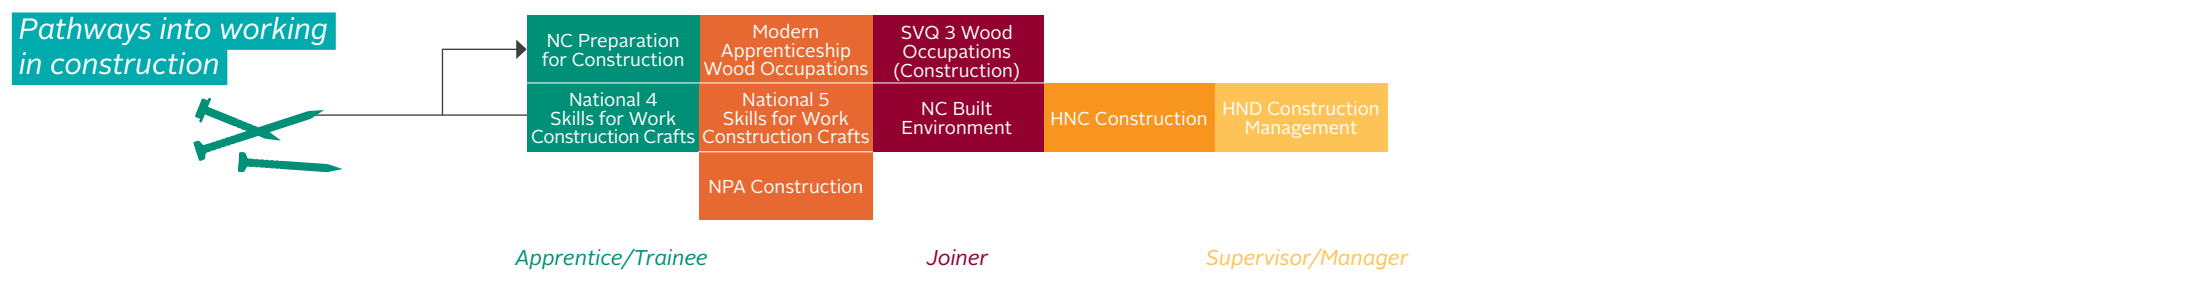 Pathways into working
in construction
NC Preparation
for Construction
Modern
Apprenticeship
Wood Occupations
SVQ 3 Wood
Occupations
(Construction)
National 4
Skills for Work
Construction Crafts
National 5
Skills for Work
Construction Crafts
NC Built
Environment
HNC Construction
HND Construction
Management
NPA Construction
Apprentice/Trainee
Joiner
Supervisor/Manager